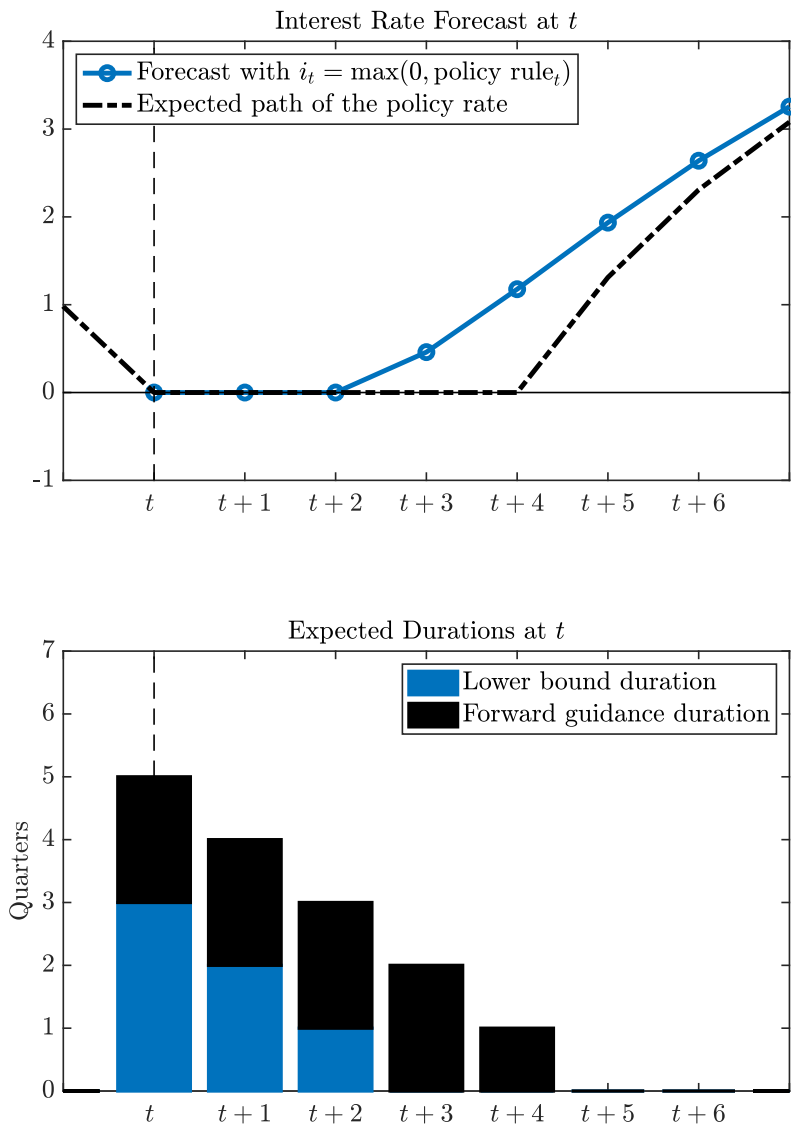 Interest Rate Forecast at t
4
Forecast with iₜ = max(0, policy ruleₜ)
Expected path of the policy rate
3
2
1
0
-1
t t + 1 t + 2 t + 3 t + 4 t + 5 t + 6
Expected Durations at t
7
Lower bound duration
Forward guidance duration
6
5
4
3
2
1
0
Quarters
t t + 1 t + 2 t + 3 t + 4 t + 5 t + 6